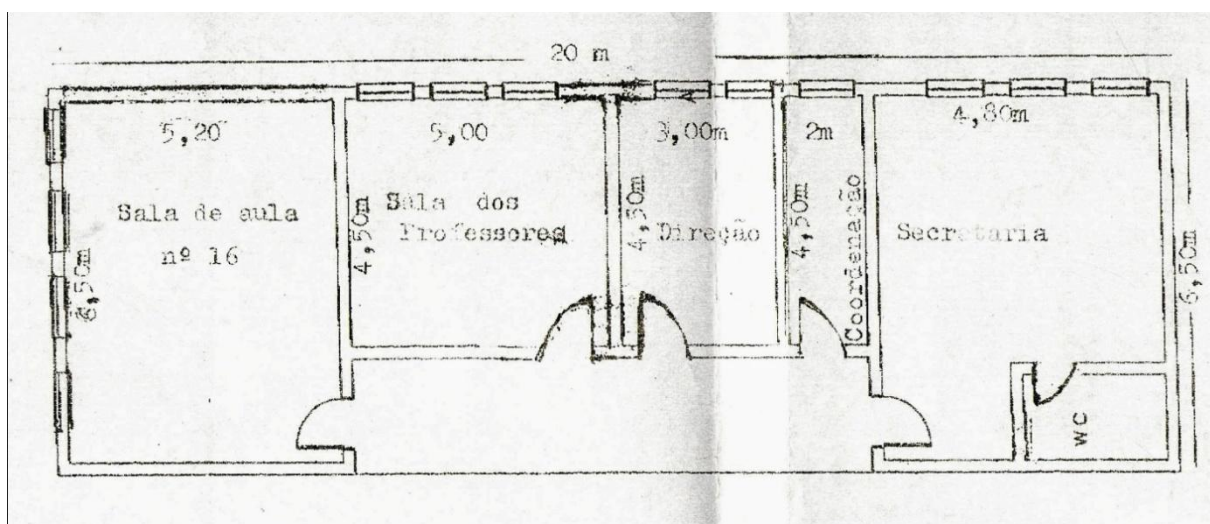 20 m
5,20
5,00
3,00m
2m
4,80m
Sala de aula
nº 16
6,50m
4,50m
Sala dos
Professores
4,50m
Direção
4,50m
Coordenação
Secretaria
6,50m
WC